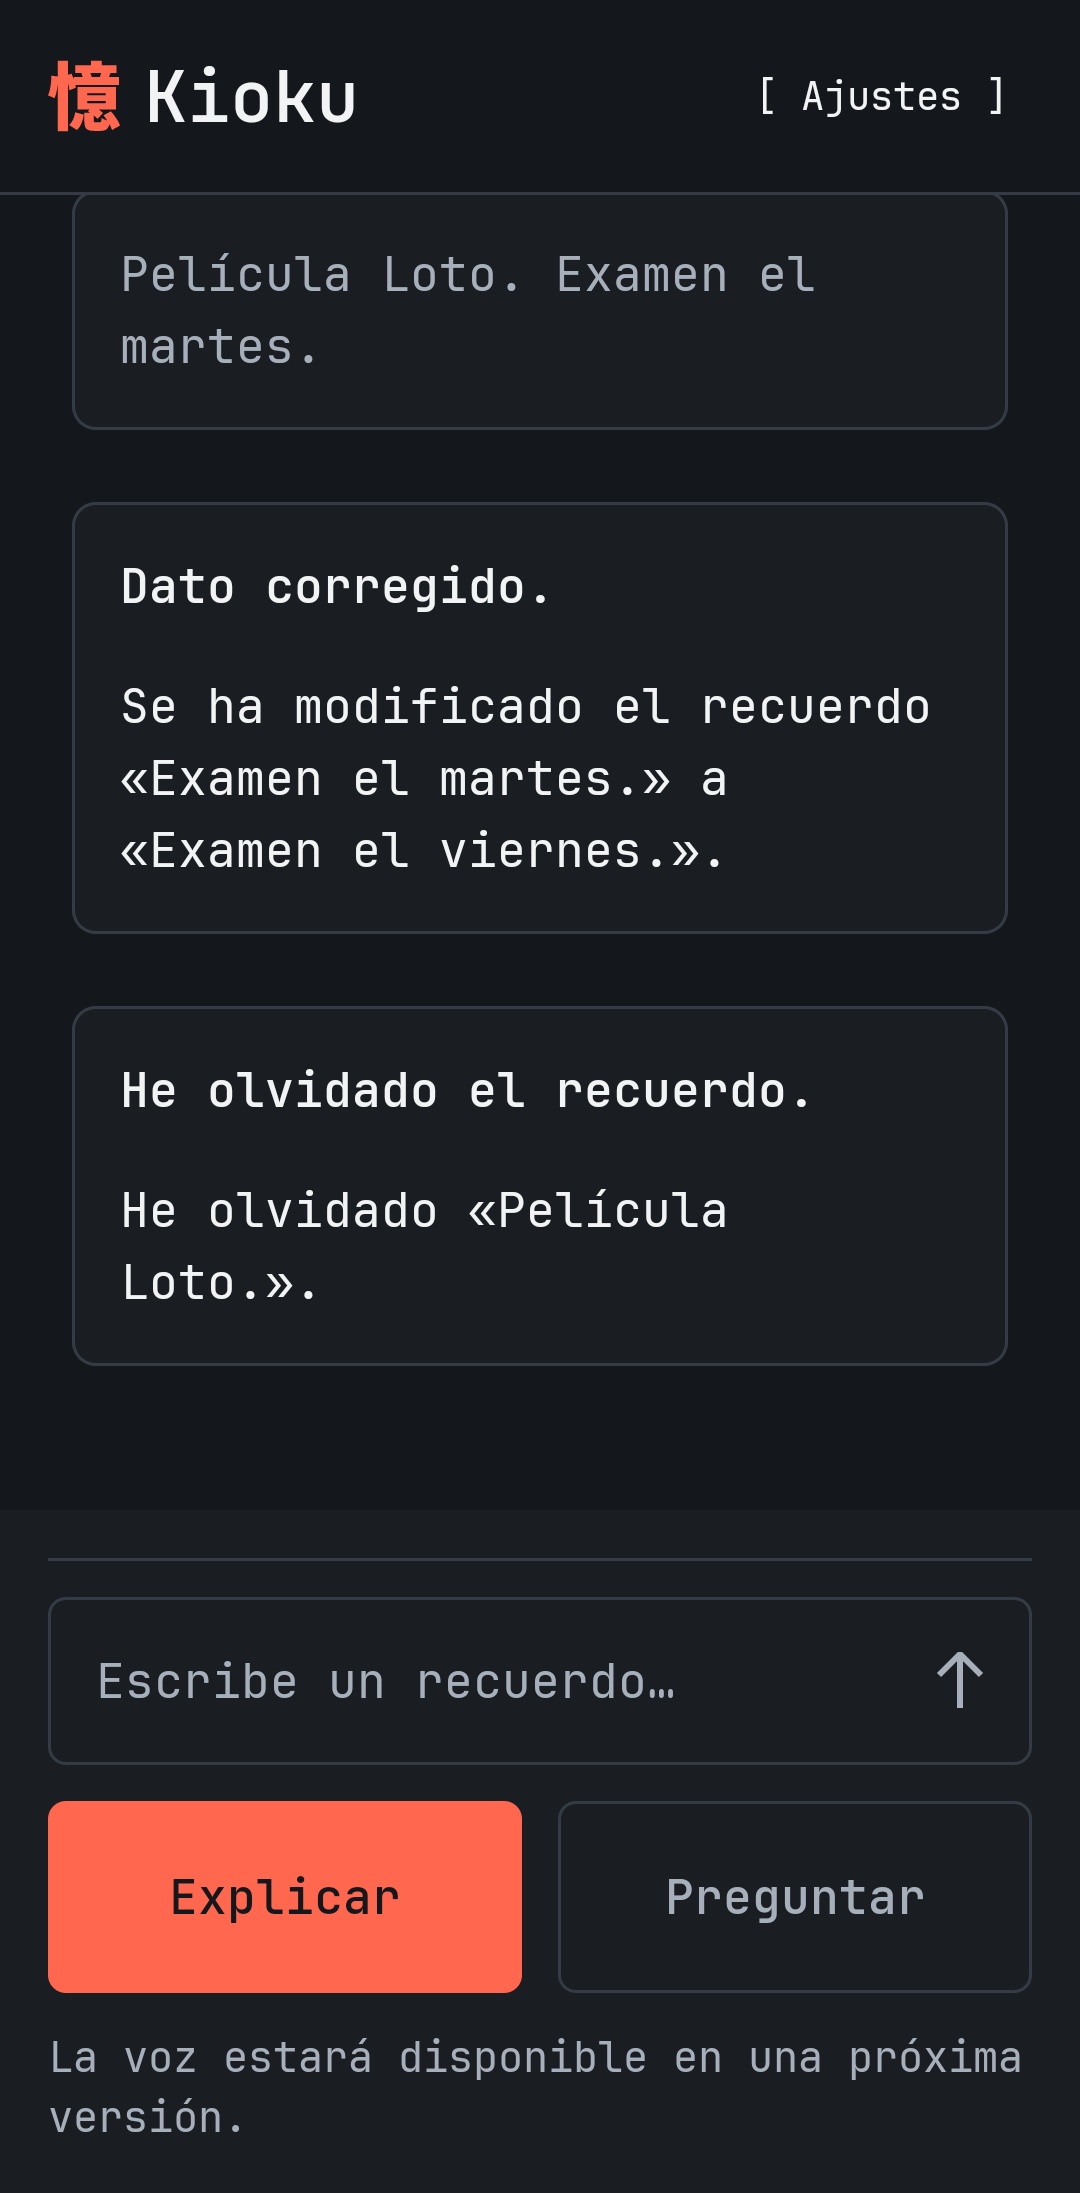 憶 Kioku
[ Ajustes ]
Película Loto. Examen el
martes.
Dato corregido.
Se ha modificado el recuerdo
«Examen el martes.» a
«Examen el viernes.».
He olvidado el recuerdo.
He olvidado «Película
Loto.».
Escribe un recuerdo…
↑
Explicar
Preguntar
La voz estará disponible en una próxima
versión.